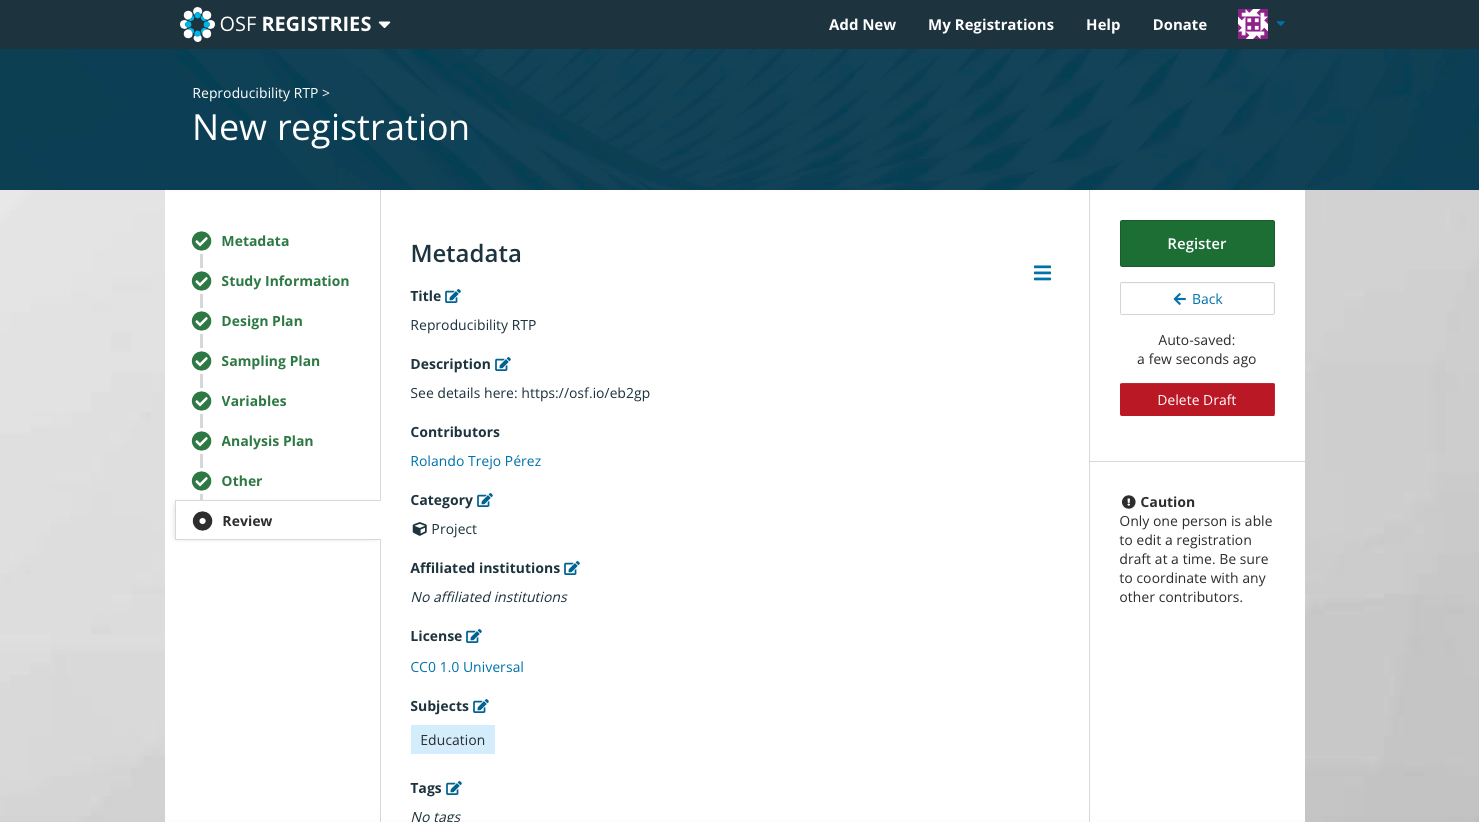 OSF REGISTRIES
Add New
My Registrations
Help
Donate
Reproducibility RTP >
New registration
Metadata
Study Information
Design Plan
Sampling Plan
Variables
Analysis Plan
Other
Review
Metadata
Title
Reproducibility RTP
Description
See details here: https://osf.io/eb2gp
Contributors
Rolando Trejo Pérez
Category
Project
Affiliated institutions
No affiliated institutions
License
CC0 1.0 Universal
Subjects
Education
Tags
No tags
Register
Back
Auto-saved:
a few seconds ago
Delete Draft
Caution
Only one person is able
to edit a registration
draft at a time. Be sure
to coordinate with any
other contributors.